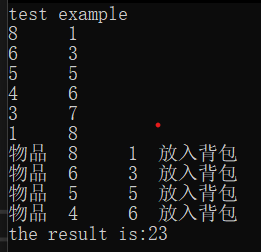 test example
8 1
6 3
5 5
4 6
3 7
1 8
物品 8 1 放入背包
物品 6 3 放入背包
物品 5 5 放入背包
物品 4 6 放入背包
the result is:23